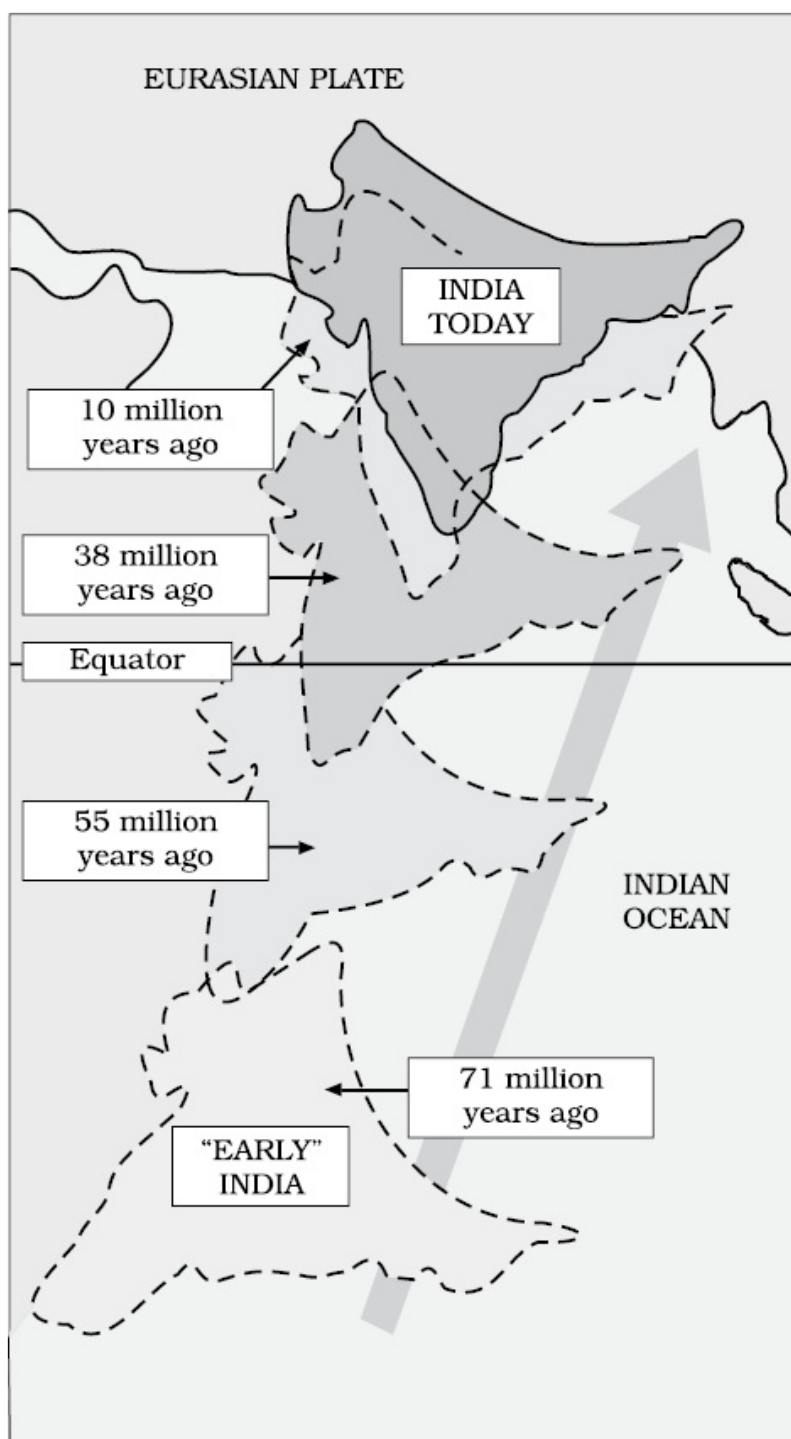 EURASIAN PLATE
INDIA
TODAY
10 million
years ago
38 million
years ago
Equator
55 million
years ago
INDIAN
OCEAN
71 million
years ago
“EARLY”
INDIA